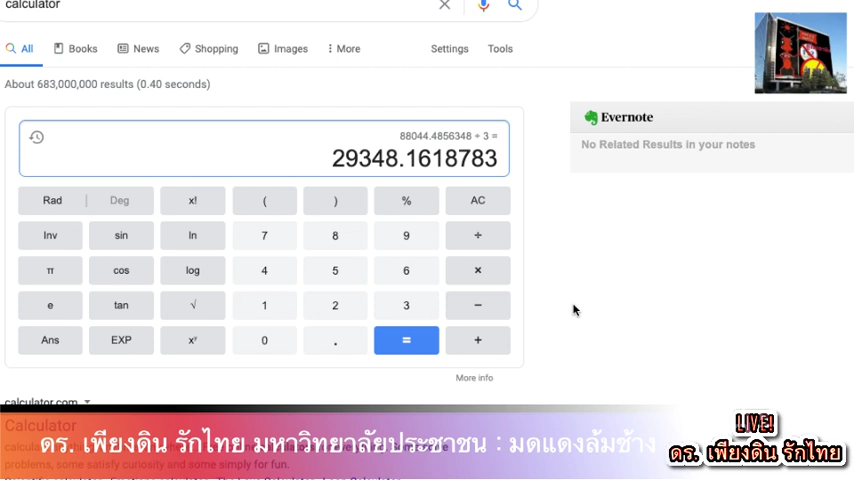 calculator
All
Books
News
Shopping
Images
More
Settings
Tools
About 683,000,000 results (0.40 seconds)
Evernote
No Related Results in your notes
88044.4856348 ÷ 3 =
29348.1618783
Rad | Deg x! ( ) % AC
Inv sin ln 7 8 9 ÷
π cos log 4 5 6 ×
e tan √ 1 2 3 −
Ans EXP xʸ 0 . = +
More info
calculator.com
Calculator
problems, some satisfy curiosity and some simply for fun.
ดร. เพียงดิน รักไทย มหาวิทยาลัยประชาชน : มดแดงล้มช้าง
LIVE!
ดร. เพียงดิน รักไทย